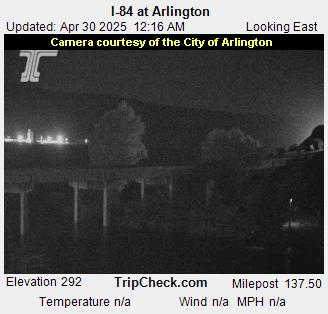 I-84 at Arlington
Updated: Apr 30 2025 12:16 AM Looking East
Camera courtesy of the City of Arlington
Elevation 292 TripCheck.com Milepost 137.50
Temperature n/a Wind n/a MPH n/a